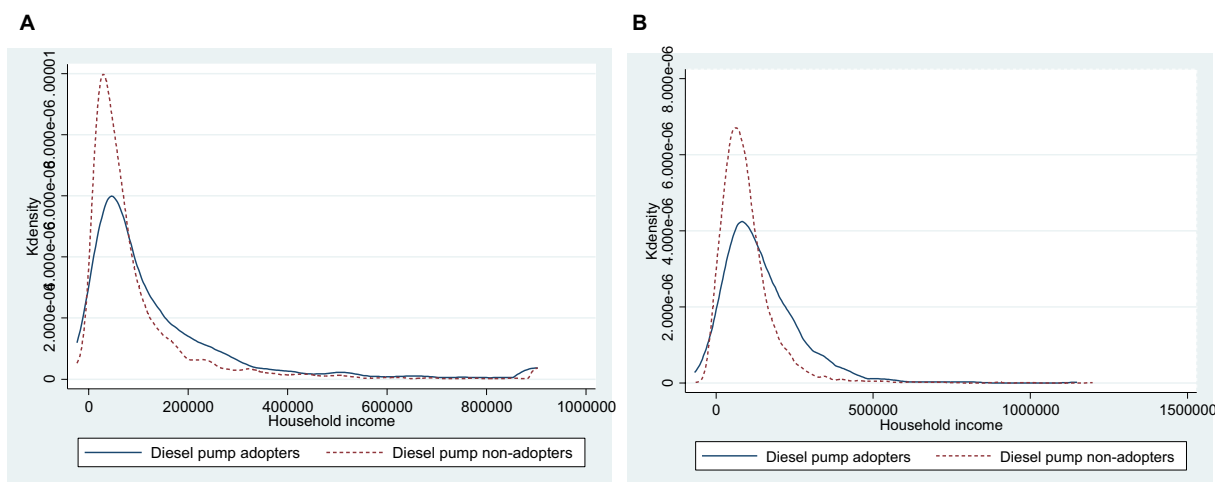 A
Kdensity
0 2.000e-06 4.000e-06 6.000e-06 8.000e-06 .00001
0 200000 400000 600000 800000 1000000
Household income
Diesel pump adopters Diesel pump non-adopters
B
Kdensity
0 2.000e-06 4.000e-06 6.000e-06 8.000e-06
0 500000 1000000 1500000
Household income
Diesel pump adopters Diesel pump non-adopters